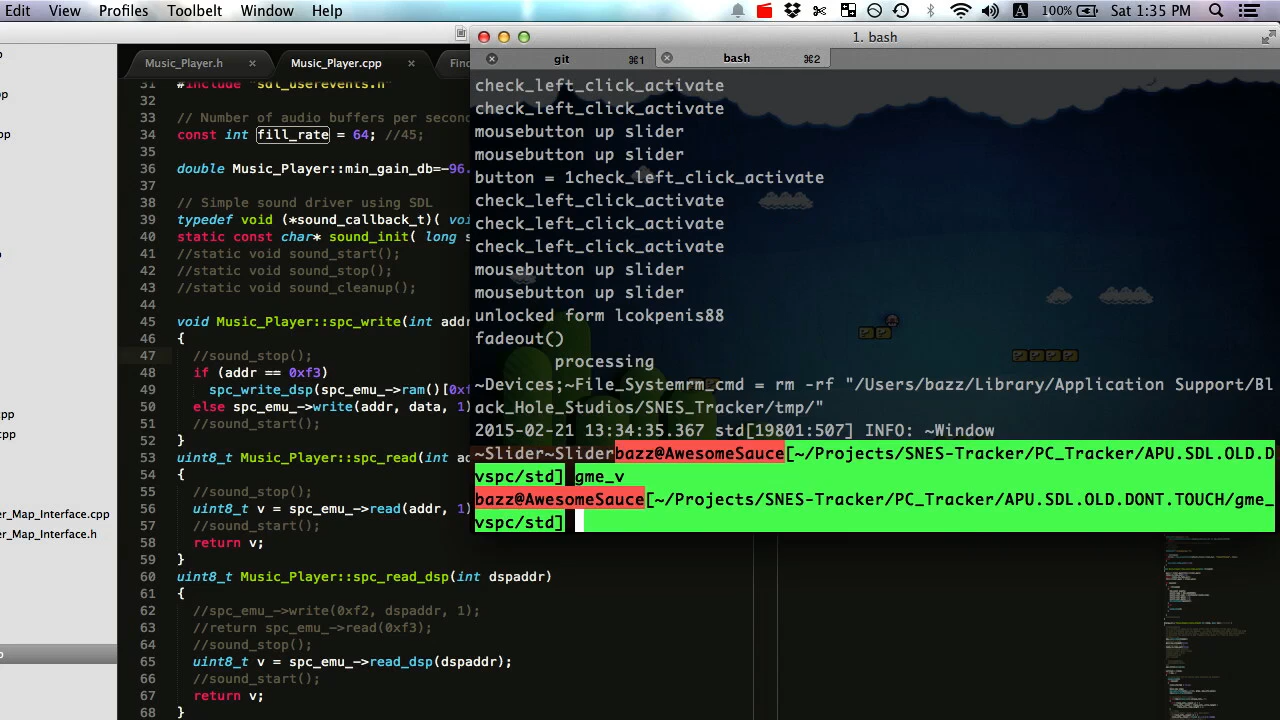 Edit View Profiles Toolbelt Window Help A 100% Sat 1:35 PM
1. bash
git ⌘1 bash ⌘2
Music_Player.h × Music_Player.cpp × Fin
31 #include "sdl_userevents.h"
32
33 // Number of audio buffers per secon
34 const int fill_rate = 64; //45;
35
36 double Music_Player::min_gain_db=-96.
37
38 // Simple sound driver using SDL
39 typedef void (*sound_callback_t)( voi
40 static const char* sound_init( long s
41 //static void sound_start();
42 //static void sound_stop();
43 //static void sound_cleanup();
44
45 void Music_Player::spc_write(int addr
46 {
47 //sound_stop();
48 if (addr == 0xf3)
49 spc_write_dsp(spc_emu_->ram()[0xf
50 else spc_emu_->write(addr, data, 1)
51 //sound_start();
52 }
53 uint8_t Music_Player::spc_read(int ad
54 {
55 //sound_stop();
56 uint8_t v = spc_emu_->read(addr, 1)
57 //sound_start();
58 return v;
59 }
60 uint8_t Music_Player::spc_read_dsp(int dspaddr)
61 {
62 //spc_emu_->write(0xf2, dspaddr, 1);
63 //return spc_emu_->read(0xf3);
64 //sound_stop();
65 uint8_t v = spc_emu_->read_dsp(dspaddr);
66 //sound_start();
67 return v;
68 }
check_left_click_activate
check_left_click_activate
mousebutton up slider
mousebutton up slider
button = 1check_left_click_activate
check_left_click_activate
check_left_click_activate
check_left_click_activate
mousebutton up slider
mousebutton up slider
unlocked form lcokpenis88
fadeout()
processing
~Devices;~File_Systemrm_cmd = rm -rf "/Users/bazz/Library/Application Support/Bl
ack_Hole_Studios/SNES_Tracker/tmp/"
2015-02-21 13:34:35.367 std[19801:507] INFO: ~Window
~Slider~Sliderbazz@AwesomeSauce[~/Projects/SNES-Tracker/PC_Tracker/APU.SDL.OLD.D
vspc/std] gme_v
bazz@AwesomeSauce[~/Projects/SNES-Tracker/PC_Tracker/APU.SDL.OLD.DONT.TOUCH/gme_
vspc/std]
er_Map_Interface.cpp
er_Map_Interface.h